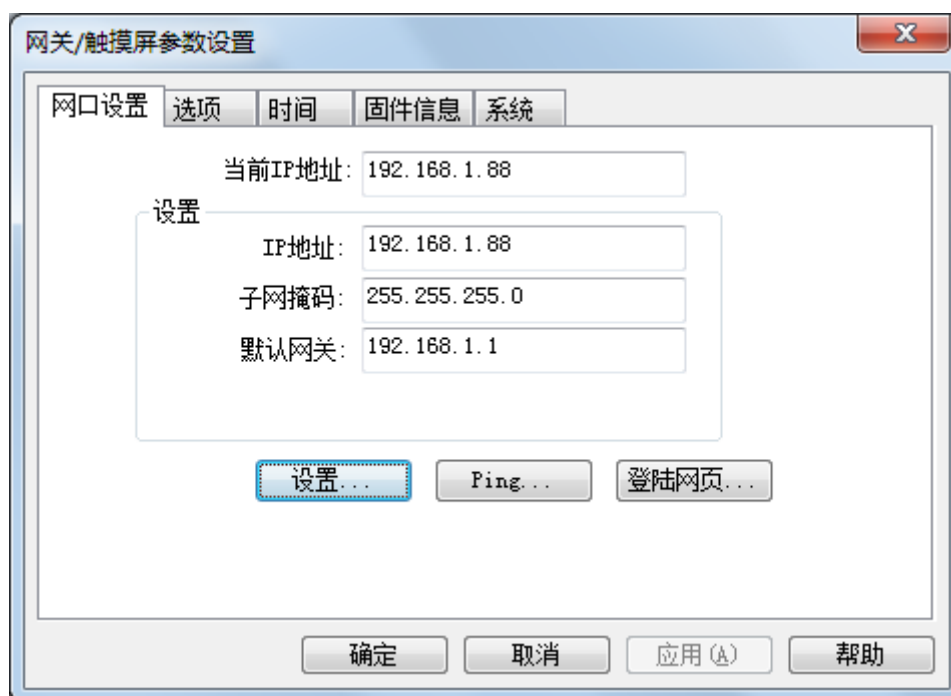 网关/触摸屏参数设置
网口设置 选项 时间 固件信息 系统
当前IP地址: 192.168.1.88
设置
IP地址: 192.168.1.88
子网掩码: 255.255.255.0
默认网关: 192.168.1.1
设置... Ping... 登陆网页...
确定 取消 应用(A) 帮助